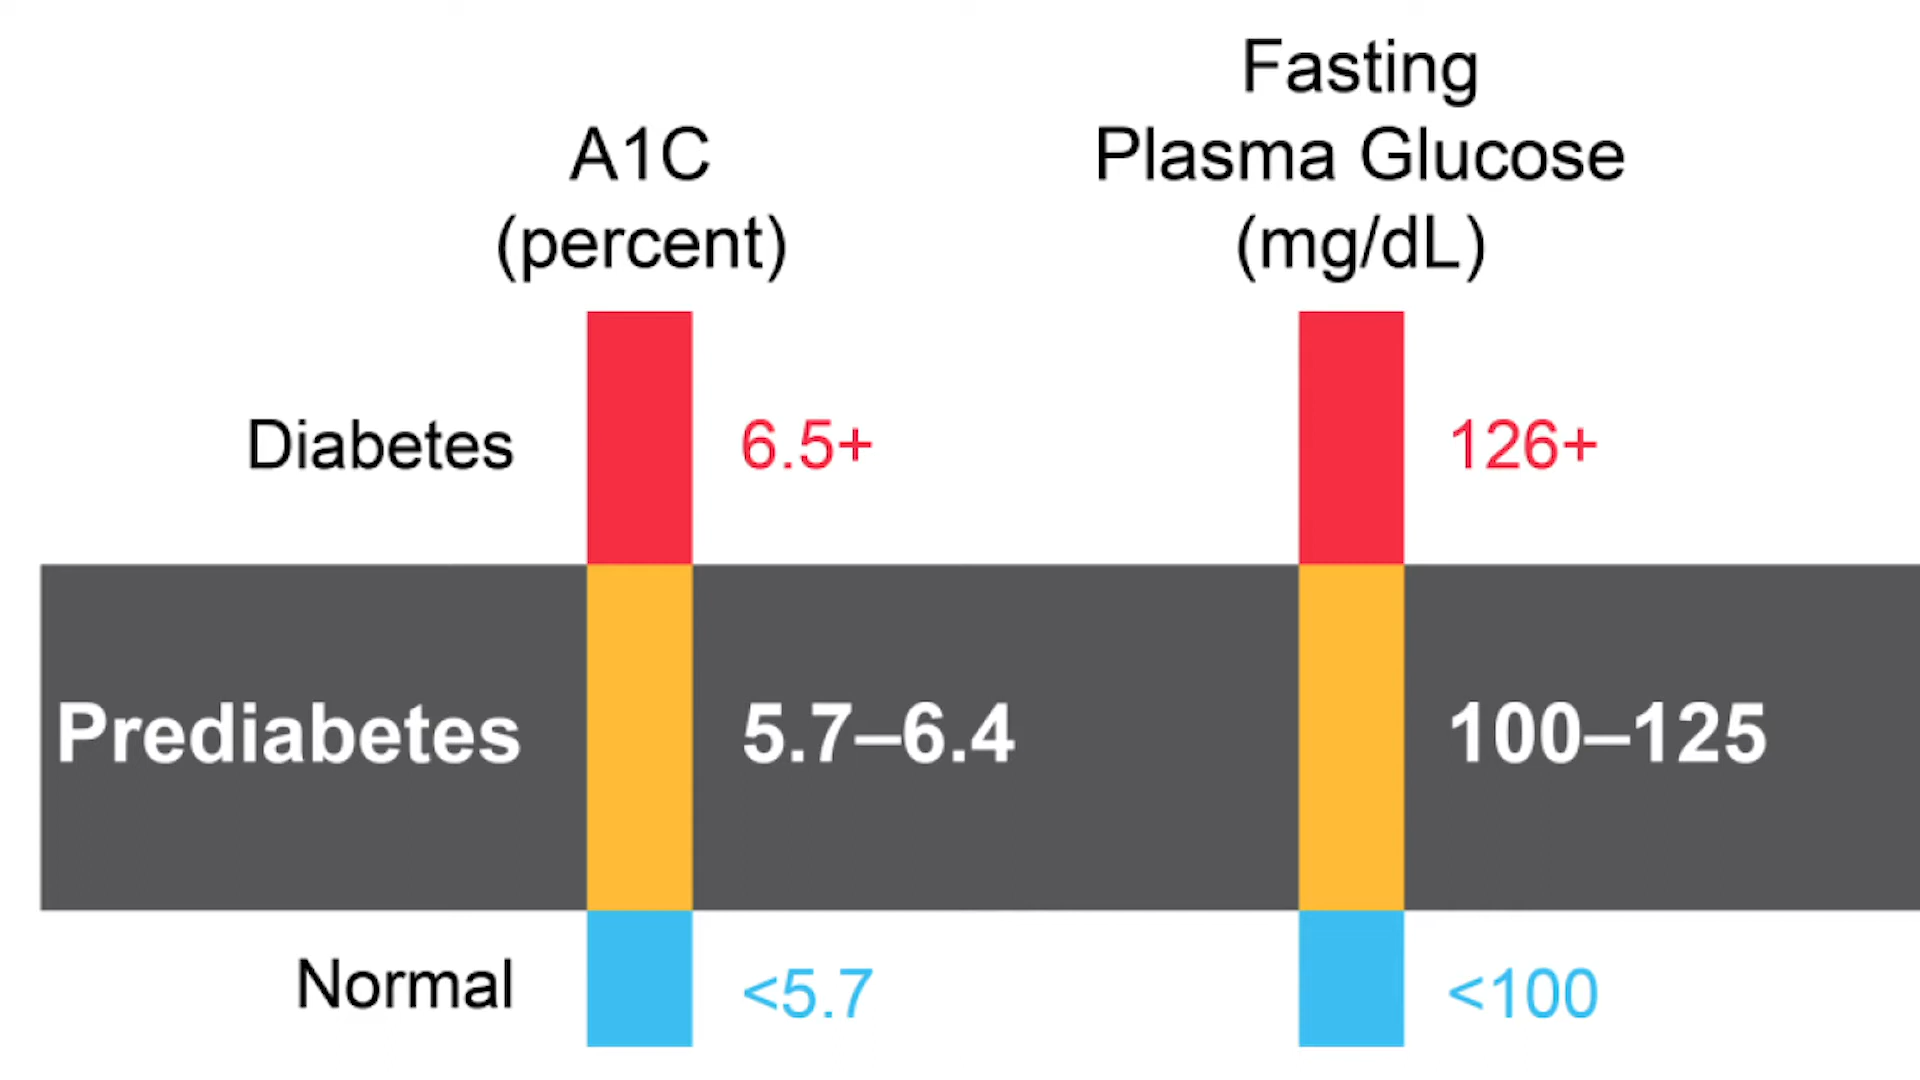 A1C
(percent)
Fasting
Plasma Glucose
(mg/dL)
Diabetes
6.5+
126+
Prediabetes
5.7–6.4
100–125
Normal
<5.7
<100